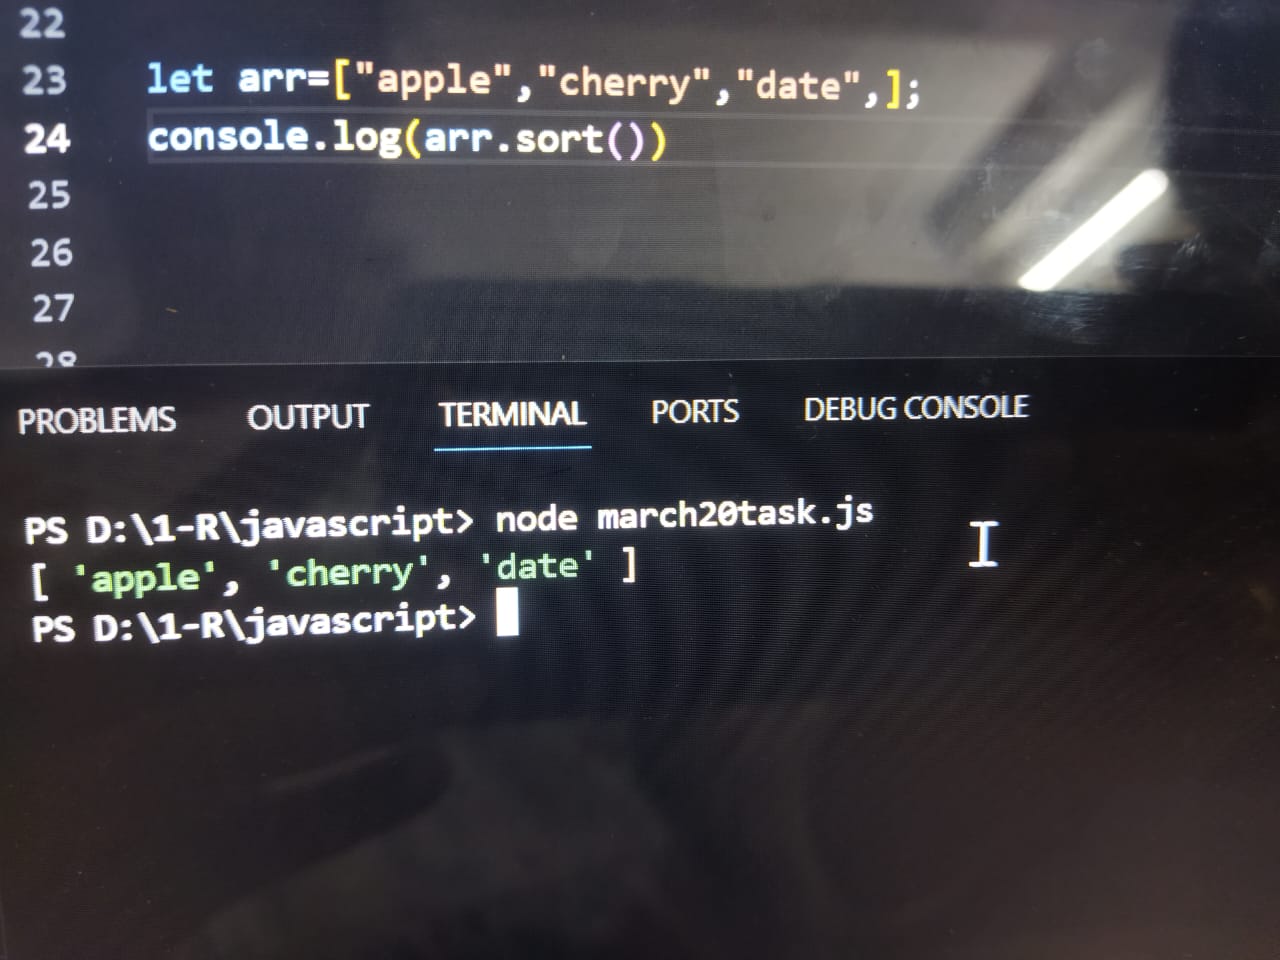 22
23 let arr=["apple","cherry","date",];
24 console.log(arr.sort())
25
26
27
28
PROBLEMS OUTPUT TERMINAL PORTS DEBUG CONSOLE
PS D:\1-R\javascript> node march20task.js
[ 'apple', 'cherry', 'date' ]
PS D:\1-R\javascript>